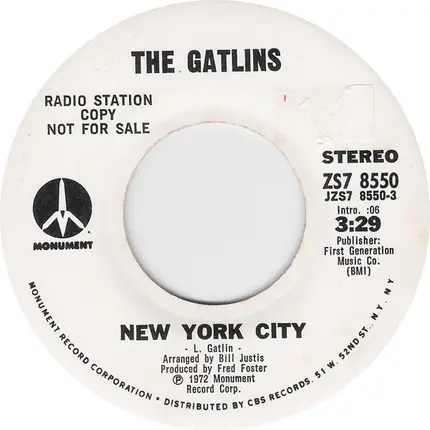 THE GATLINS
RADIO STATION
COPY
NOT FOR SALE
STEREO
ZS7 8550
JZS7 8550-3
Intro. :06
3:29
Publisher:
First Generation
Music Co.
(BMI)
MONUMENT
NEW YORK CITY
- L. Gatlin -
Arranged by Bill Justis
Produced by Fred Foster
℗ 1972 Monument
Record Corp.
MONUMENT RECORD CORPORATION • DISTRIBUTED BY CBS RECORDS, 51 W. 52ND ST., N.Y., N.Y.